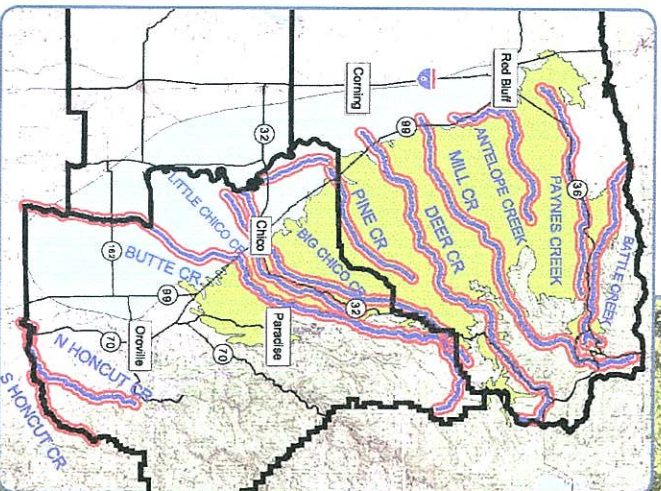 BATTLE CREEK
36
PAYNES CREEK
Red Bluff
ANTELOPE CREEK
MILL CR
99
DEER CR
Corning
PINE CR
32
BIG CHICO CR
32
Chico
LITTLE CHICO CR
Paradise
BUTTE CR
162
99
70
Oroville
70
N HONCUT CR
S HONCUT CR